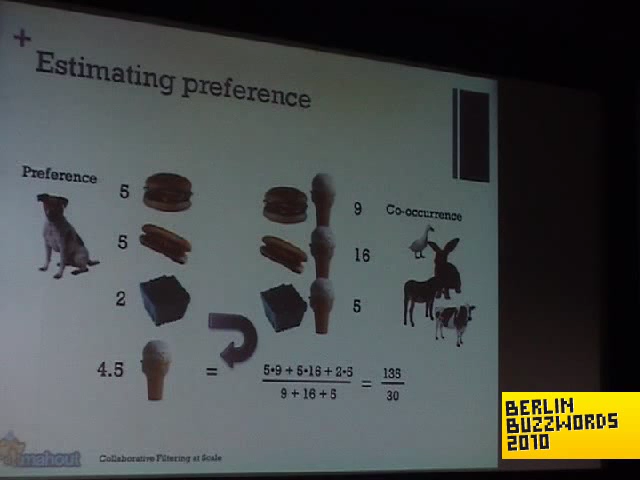 +
Estimating preference
Preference
5
9
Co-occurrence
5
16
2
5
4.5
=
5•9 + 5•16 + 2•5
9 + 16 + 5
=
135
30
mahout
Collaborative Filtering at Scale
BERLIN
BUZZWORDS
2010